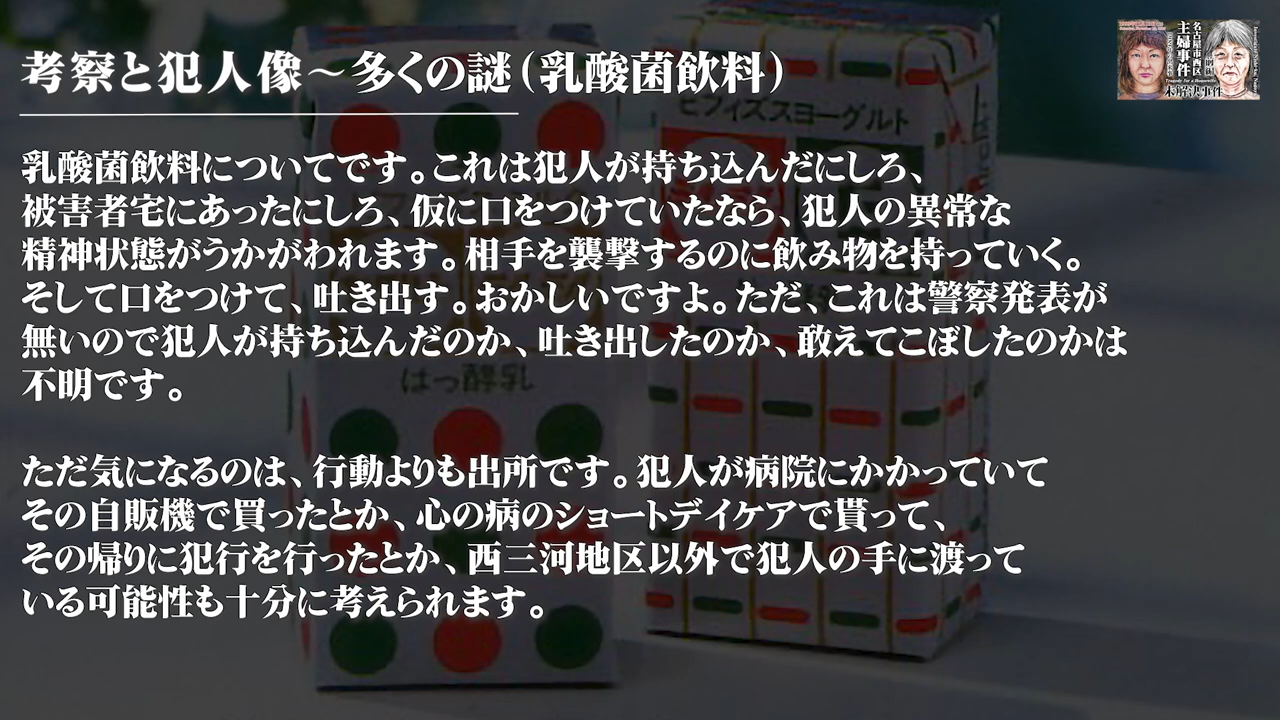 考察と犯人像～多くの謎（乳酸菌飲料）
名古屋市西区
主婦事件
未解決事件
乳酸菌飲料についてです。これは犯人が持ち込んだにしろ、
被害者宅にあったにしろ、仮に口をつけていたなら、犯人の異常な
精神状態がうかがわれます。相手を襲撃するのに飲み物を持っていく。
そして口をつけて、吐き出す。おかしいですよ。ただ、これは警察発表が
無いので犯人が持ち込んだのか、吐き出したのか、敢えてこぼしたのかは
不明です。
ただ気になるのは、行動よりも出所です。犯人が病院にかかっていて
その自販機で買ったとか、心の病のショートデイケアで貰って、
その帰りに犯行を行ったとか、西三河地区以外で犯人の手に渡って
いる可能性も十分に考えられます。
ビフィズスヨーグルト
はっ酵乳